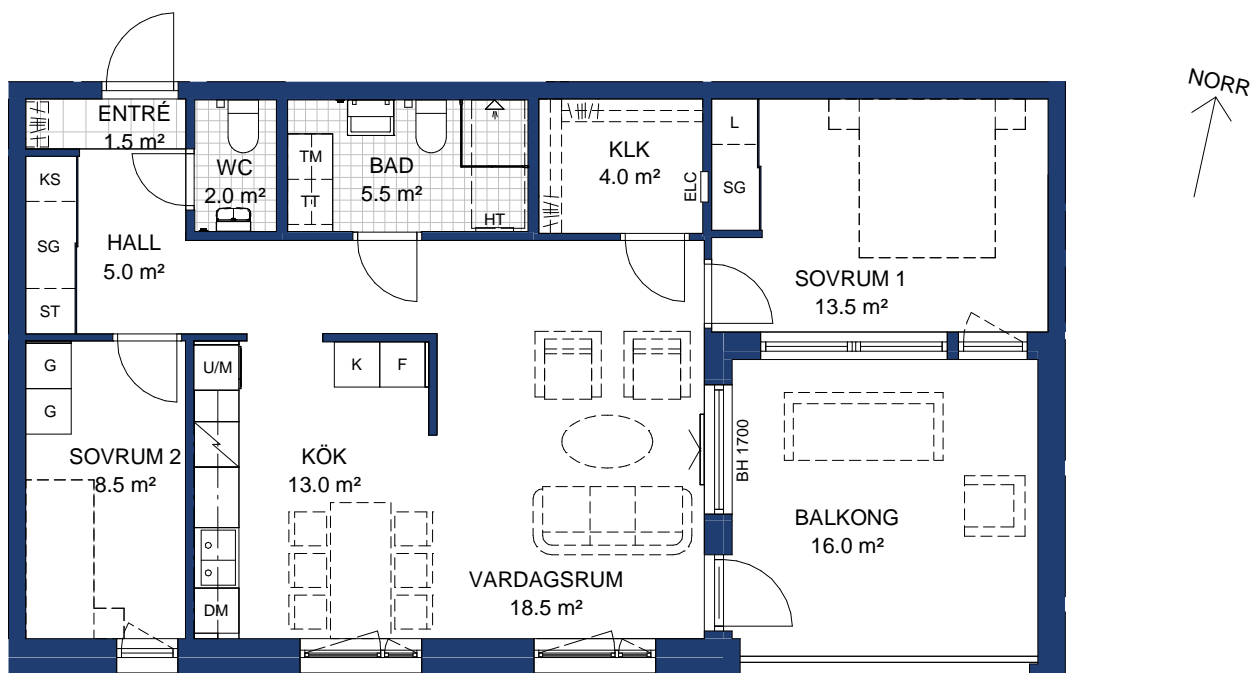 NORR
ENTRÉ
1.5 m²
WC
2.0 m²
TM
TT
BAD
5.5 m²
HT
KLK
4.0 m²
ELC
L
SG
SOVRUM 1
13.5 m²
KS
SG
ST
HALL
5.0 m²
G
G
SOVRUM 2
8.5 m²
U/M
K
F
KÖK
13.0 m²
DM
VARDAGSRUM
18.5 m²
BH 1700
BALKONG
16.0 m²